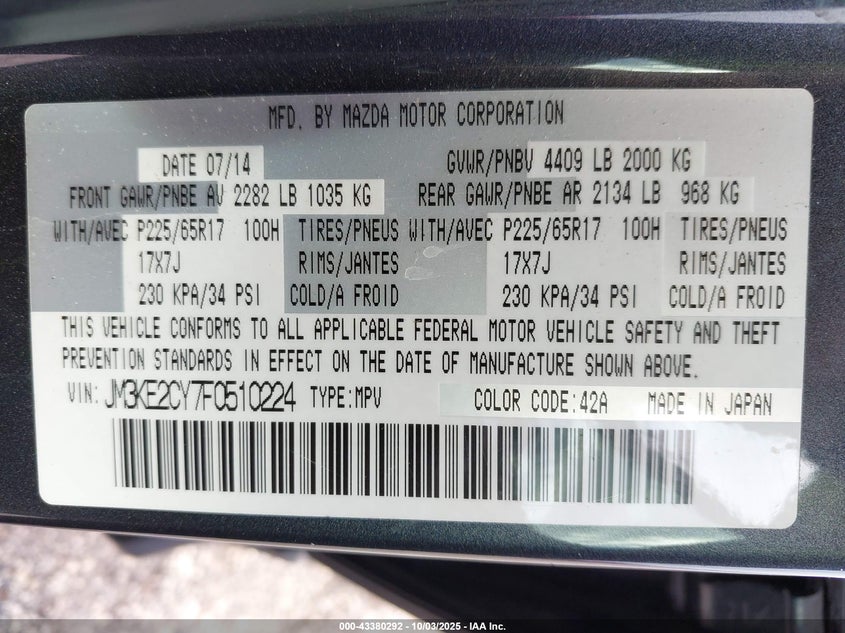 MFD. BY MAZDA MOTOR CORPORATION
DATE 07/14 GVWR/PNBV 4409 LB 2000 KG
FRONT GAWR/PNBE AV 2282 LB 1035 KG REAR GAWR/PNBE AR 2134 LB 968 KG
WITH/AVEC P225/65R17 100H TIRES/PNEUS WITH/AVEC P225/65R17 100H TIRES/PNEUS
17X7J RIMS/JANTES 17X7J RIMS/JANTES
230 KPA/34 PSI COLD/A FROID 230 KPA/34 PSI COLD/A FROID
THIS VEHICLE CONFORMS TO ALL APPLICABLE FEDERAL MOTOR VEHICLE SAFETY AND THEFT
PREVENTION STANDARDS IN EFFECT ON THE DATE OF MANUFACTURE SHOWN ABOVE.
VIN: JM3KE2CY7F0510224 TYPE:MPV COLOR CODE:42A MADE IN JAPAN
000-43380292 - 10/03/2025 - IAA Inc.